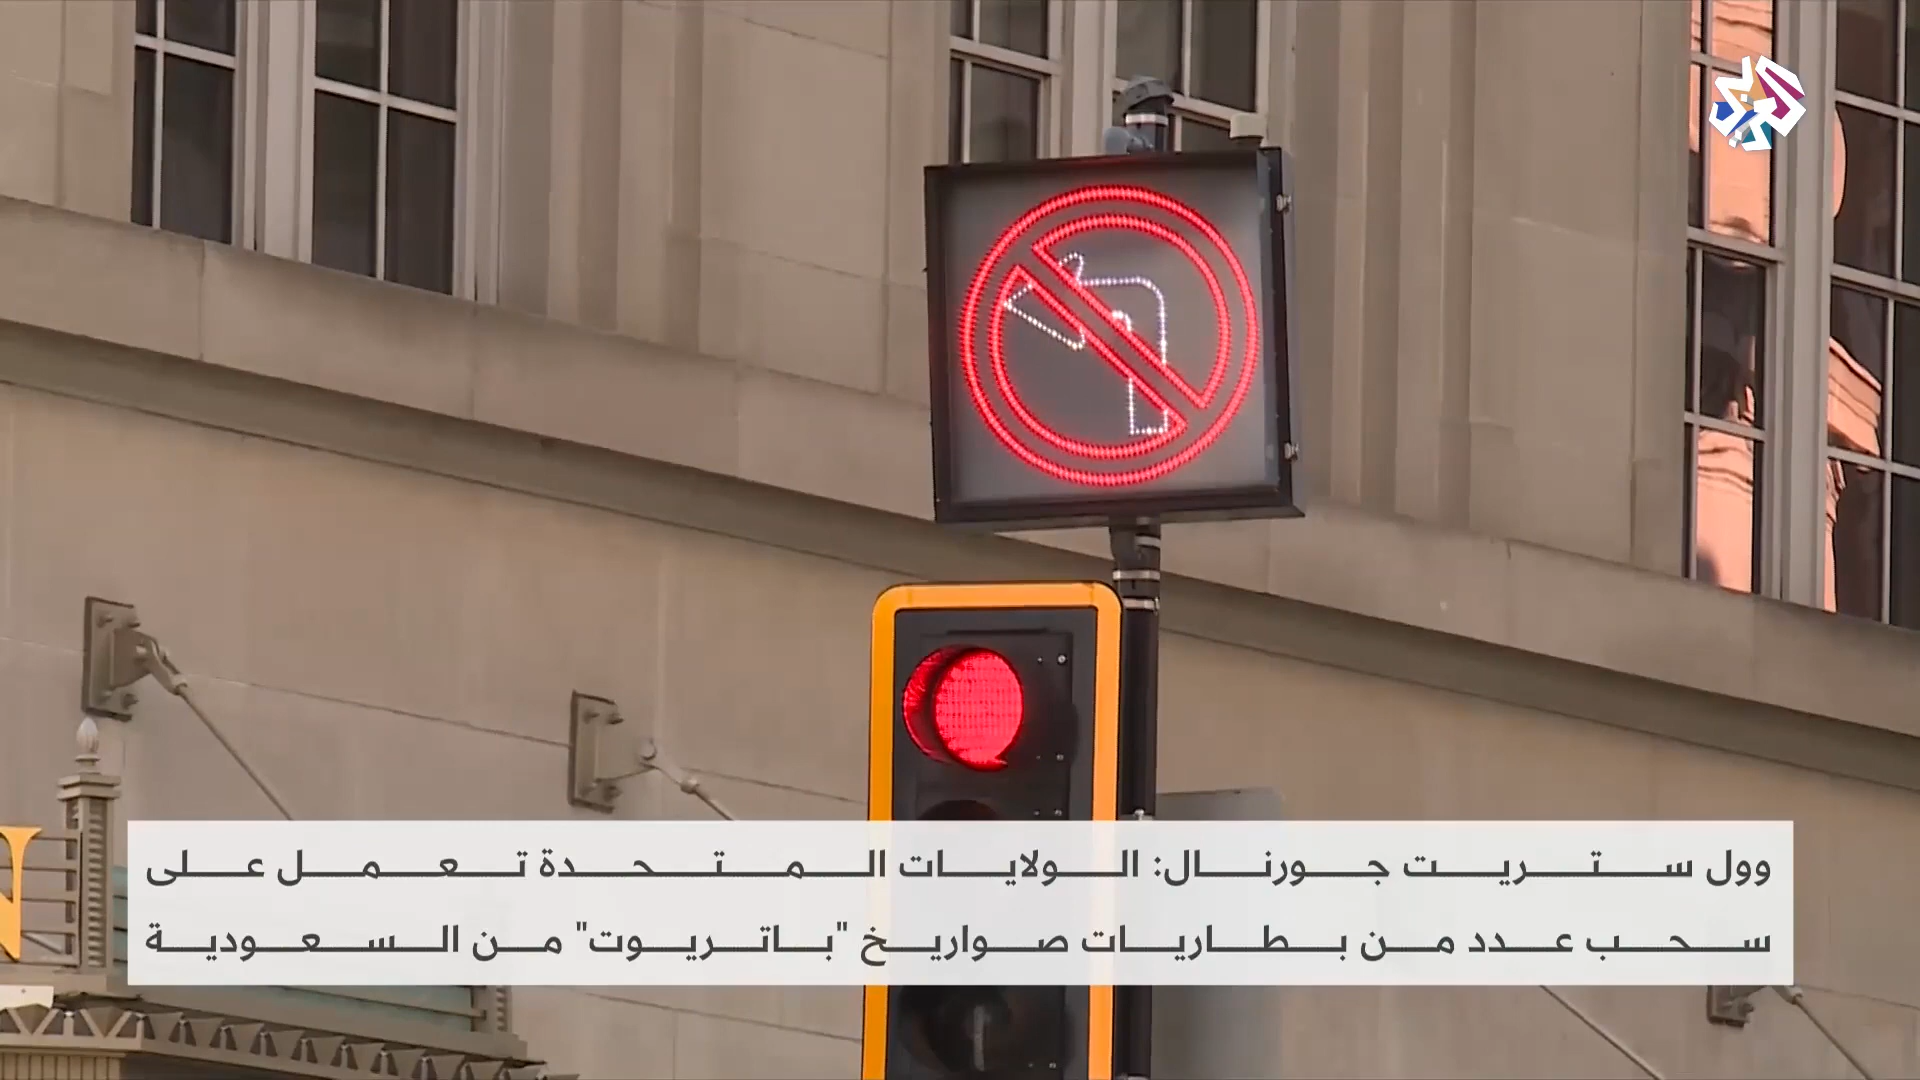 وول ستريت جورنال: الولايات المتحدة تعمل على
سحب عدد من بطاريات صواريخ "باتريوت" من السعودية
N